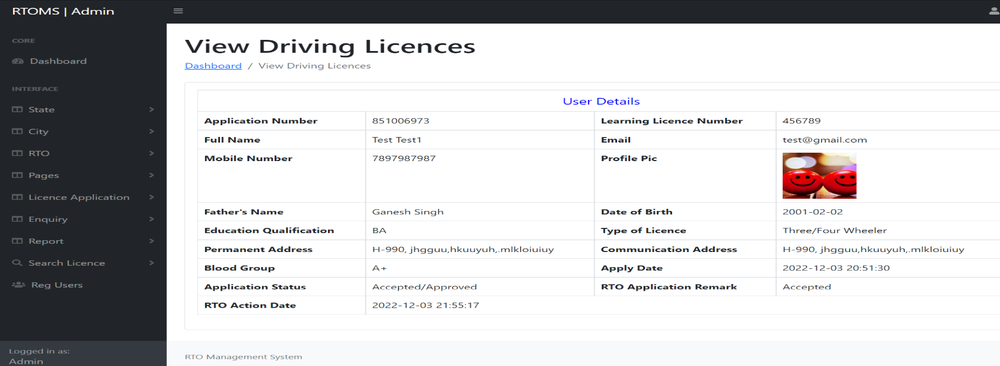 RTOMS | Admin
CORE
Dashboard
INTERFACE
State
City
RTO
Pages
Licence Application
Enquiry
Report
Search Licence
Reg Users
Logged in as:
Admin
View Driving Licences
Dashboard / View Driving Licences
User Details
Application Number 851006973 Learning Licence Number 456789
Full Name Test Test1 Email test@gmail.com
Mobile Number 7897987987 Profile Pic
Father's Name Ganesh Singh Date of Birth 2001-02-02
Education Qualification BA Type of Licence Three/Four Wheeler
Permanent Address H-990, jhgguu,hkuuyuh,.mlkloiuiuy Communication Address H-990, jhgguu,hkuuyuh,.mlkloiuiuy
Blood Group A+ Apply Date 2022-12-03 20:51:30
Application Status Accepted/Approved RTO Application Remark Accepted
RTO Action Date 2022-12-03 21:55:17
RTO Management System